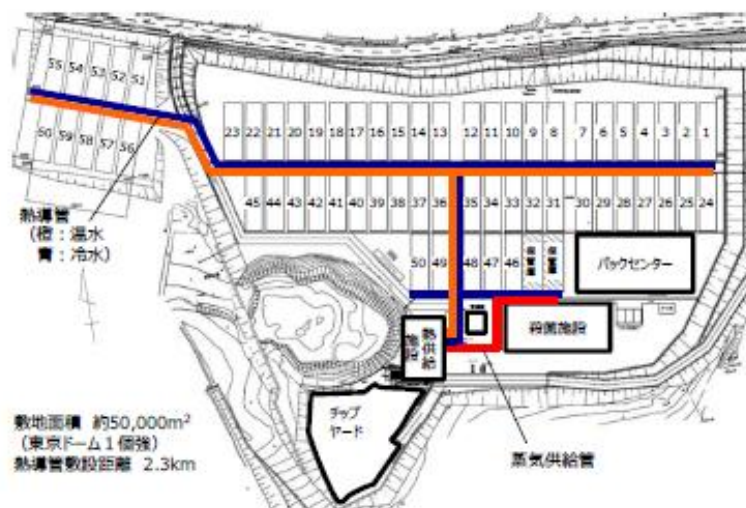 55 54 53 52 51
50 59 58 57 56
23 22 21 20 19 18 17 16 15 14 13 12 11 10 9 8 7 6 5 4 3 2 1
45 44 43 42 41 40 39 38 37 36 35 34 33 32 31 30 29 28 27 26 25 24
50 49 48 47 46
パックセンター
熱導管
(橙:温水
青:冷水)
熱供給
施設
殺菌施設
チップ
ヤード
蒸気供給管
敷地面積 約50,000m²
(東京ドーム1個強)
熱導管敷設距離 2.3km